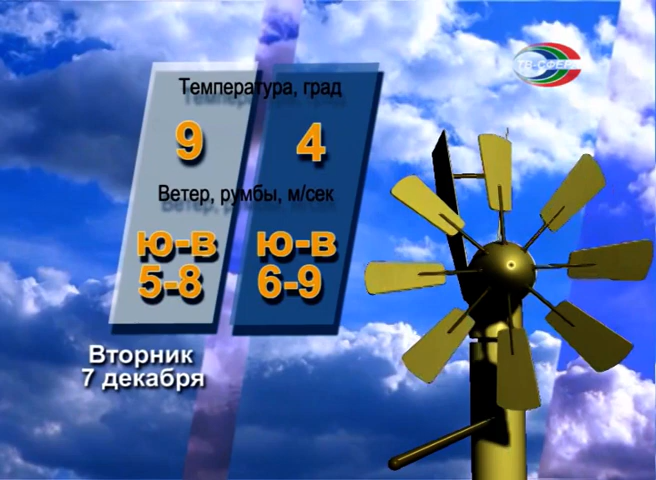 ТВ-СФЕРА
Температура, град
9 4
Ветер, румбы, м/сек
ю-в ю-в
5-8 6-9
Вторник
7 декабря